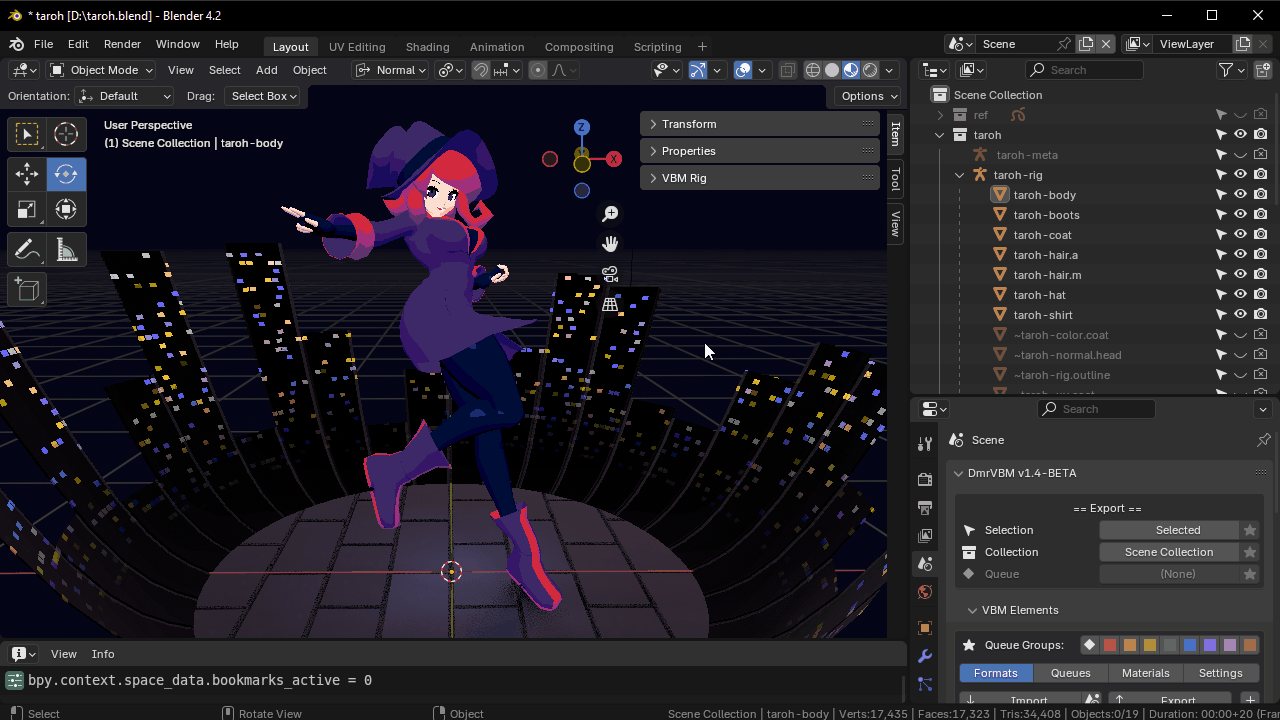 * taroh [D:\taroh.blend] - Blender 4.2
File Edit Render Window Help Layout UV Editing Shading Animation Compositing Scripting + Scene ViewLayer
Object Mode View Select Add Object Normal
Orientation: Default Drag: Select Box Options
User Perspective
(1) Scene Collection | taroh-body
Z
X
Transform
Properties
VBM Rig
Item
Tool
View
Search
Scene Collection
ref
taroh
taroh-meta
taroh-rig
taroh-body
taroh-boots
taroh-coat
taroh-hair.a
taroh-hair.m
taroh-hat
taroh-shirt
~taroh-color.coat
~taroh-normal.head
~taroh-rig.outline
Search
Scene
DmrVBM v1.4-BETA
== Export ==
Selection Selected
Collection Scene Collection
Queue (None)
VBM Elements
Queue Groups:
Formats Queues Materials Settings
Import Export
View Info
bpy.context.space_data.bookmarks_active = 0
Select Rotate View Object Scene Collection | taroh-body | Verts:17,435 | Faces:17,323 | Tris:34,408 | Objects:0/19 | Duration: 00:00+20 (Fra